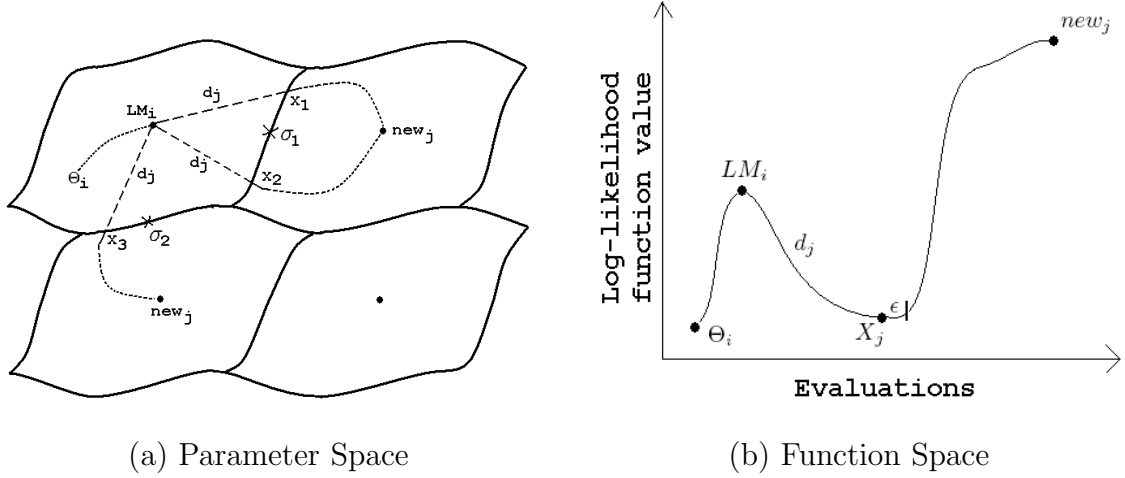 LMᵢ
dⱼ
dⱼ
dⱼ
x₁
x₂
x₃
σ₁
σ₂
Θᵢ
newⱼ
newⱼ
(a) Parameter Space
Log-likelihood
function value
newⱼ
LMᵢ
dⱼ
ϵ
Θᵢ
Xⱼ
Evaluations
(b) Function Space